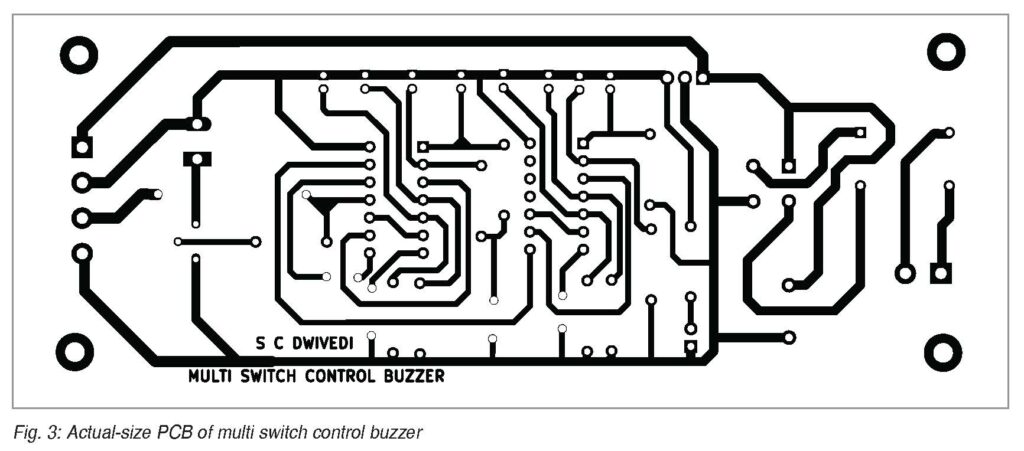 S C DWIVEDI
MULTI SWITCH CONTROL BUZZER
Fig. 3: Actual-size PCB of multi switch control buzzer